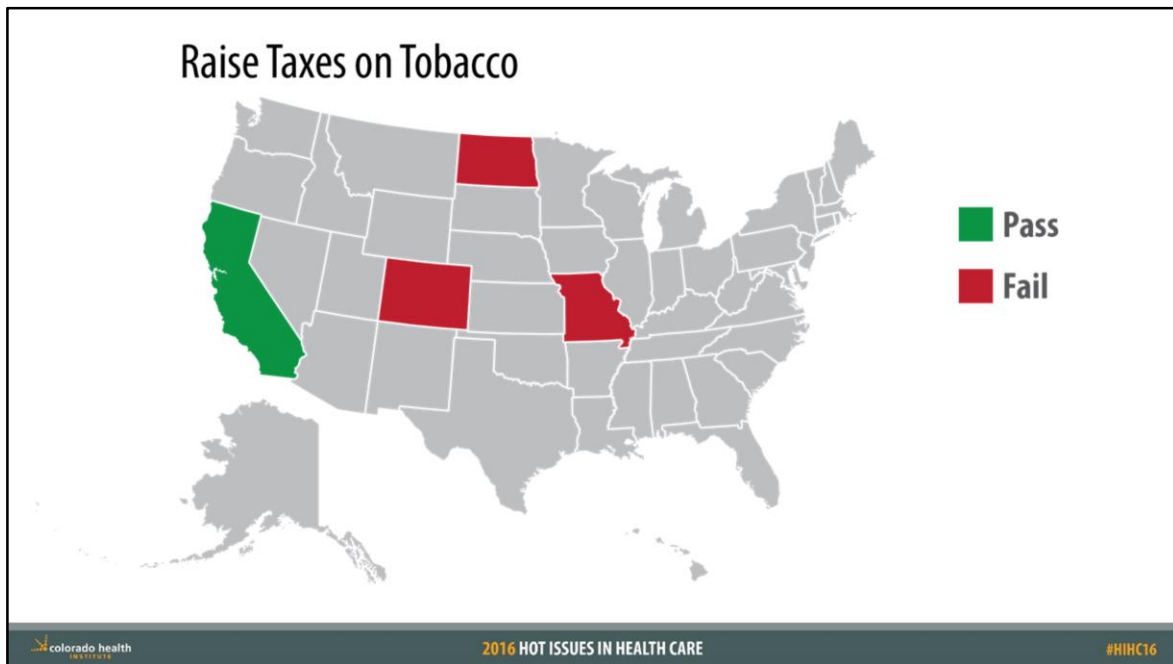 Raise Taxes on Tobacco
Pass
Fail
colorado health
INSTITUTE
2016 HOT ISSUES IN HEALTH CARE
#HIHC16